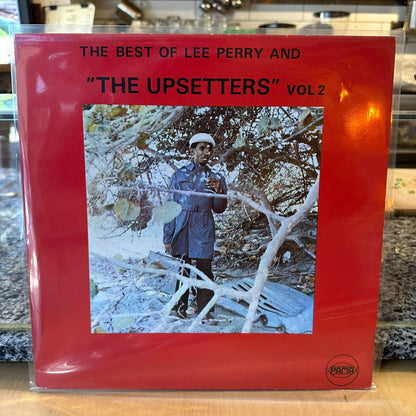 THE BEST OF LEE PERRY AND
"THE UPSETTERS" VOL 2
PAMA